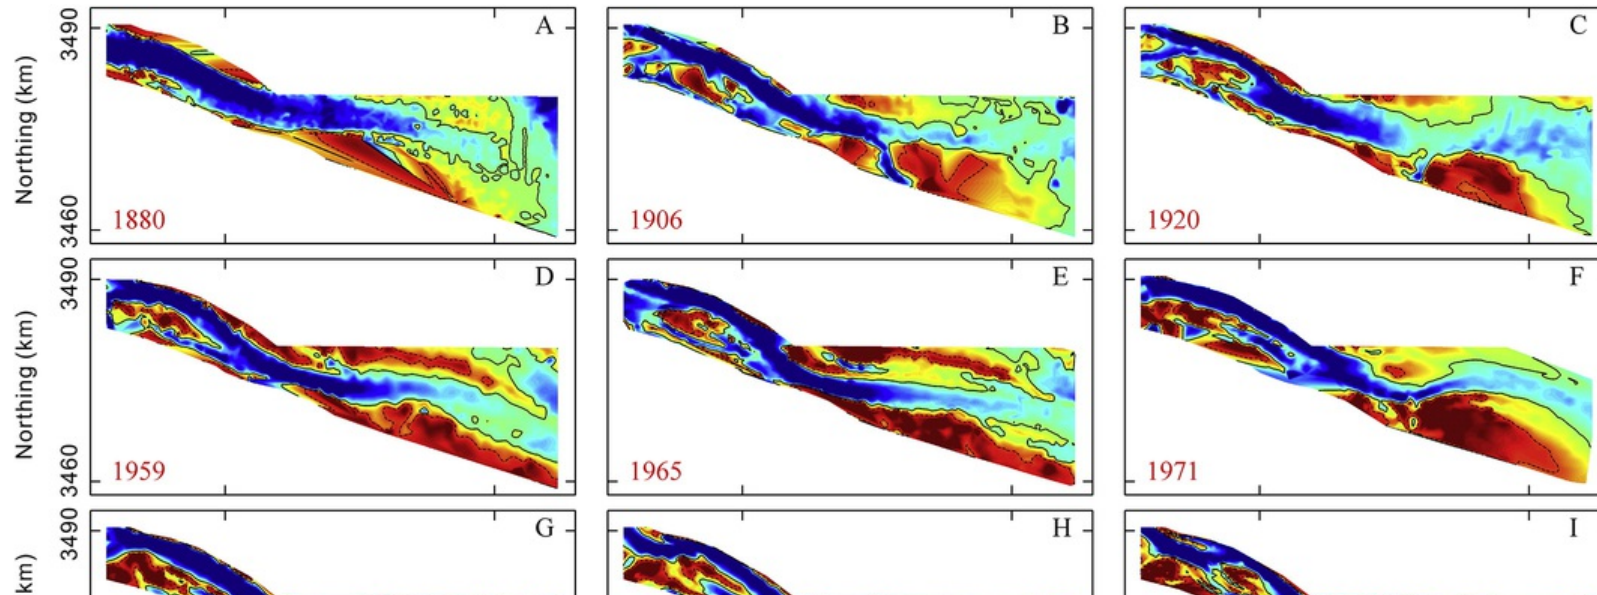 A
B
C
3490
Northing (km)
3460
1880
1906
1920
D
E
F
3490
Northing (km)
3460
1959
1965
1971
G
H
I
3490
km)